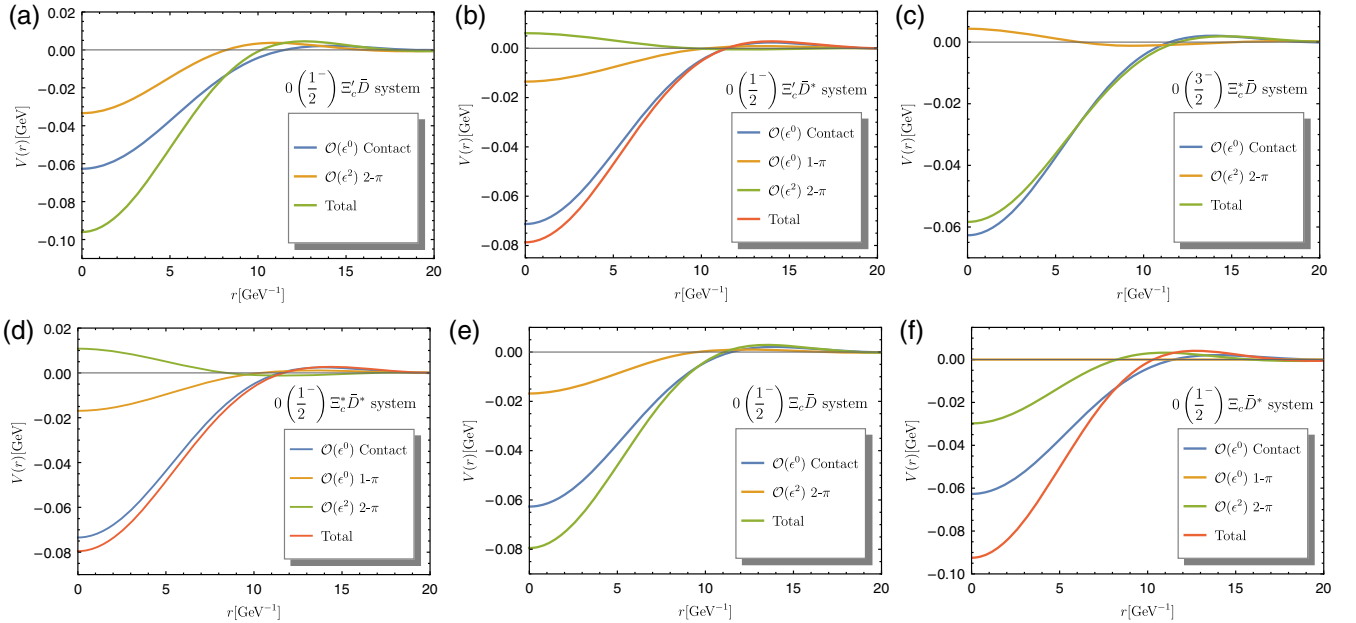 (a)
0.02
0.00
−0.02
−0.04
−0.06
−0.08
−0.10
V(r)[GeV]
0 (1/2⁻) Ξ′c D̄ system
𝒪(ϵ⁰) Contact
𝒪(ϵ²) 2-π
Total
0 5 10 15 20
r[GeV⁻¹]
(b)
0.00
−0.02
−0.04
−0.06
−0.08
V(r)[GeV]
0 (1/2⁻) Ξ′c D̄* system
𝒪(ϵ⁰) Contact
𝒪(ϵ⁰) 1-π
𝒪(ϵ²) 2-π
Total
0 5 10 15 20
r[GeV⁻¹]
(c)
0.00
−0.02
−0.04
−0.06
V(r)[GeV]
0 (3/2⁻) Ξ*c D̄ system
𝒪(ϵ⁰) Contact
𝒪(ϵ²) 2-π
Total
0 5 10 15 20
r[GeV⁻¹]
(d)
0.02
0.00
−0.02
−0.04
−0.06
−0.08
V(r)[GeV]
0 (1/2⁻) Ξ*c D̄* system
𝒪(ϵ⁰) Contact
𝒪(ϵ⁰) 1-π
𝒪(ϵ²) 2-π
Total
0 5 10 15 20
r[GeV⁻¹]
(e)
0.00
−0.02
−0.04
−0.06
−0.08
V(r)[GeV]
0 (1/2⁻) Ξc D̄ system
𝒪(ϵ⁰) Contact
𝒪(ϵ²) 2-π
Total
0 5 10 15 20
r[GeV⁻¹]
(f)
0.00
−0.02
−0.04
−0.06
−0.08
−0.10
V(r)[GeV]
0 (1/2⁻) Ξc D̄* system
𝒪(ϵ⁰) Contact
𝒪(ϵ⁰) 1-π
𝒪(ϵ²) 2-π
Total
0 5 10 15 20
r[GeV⁻¹]